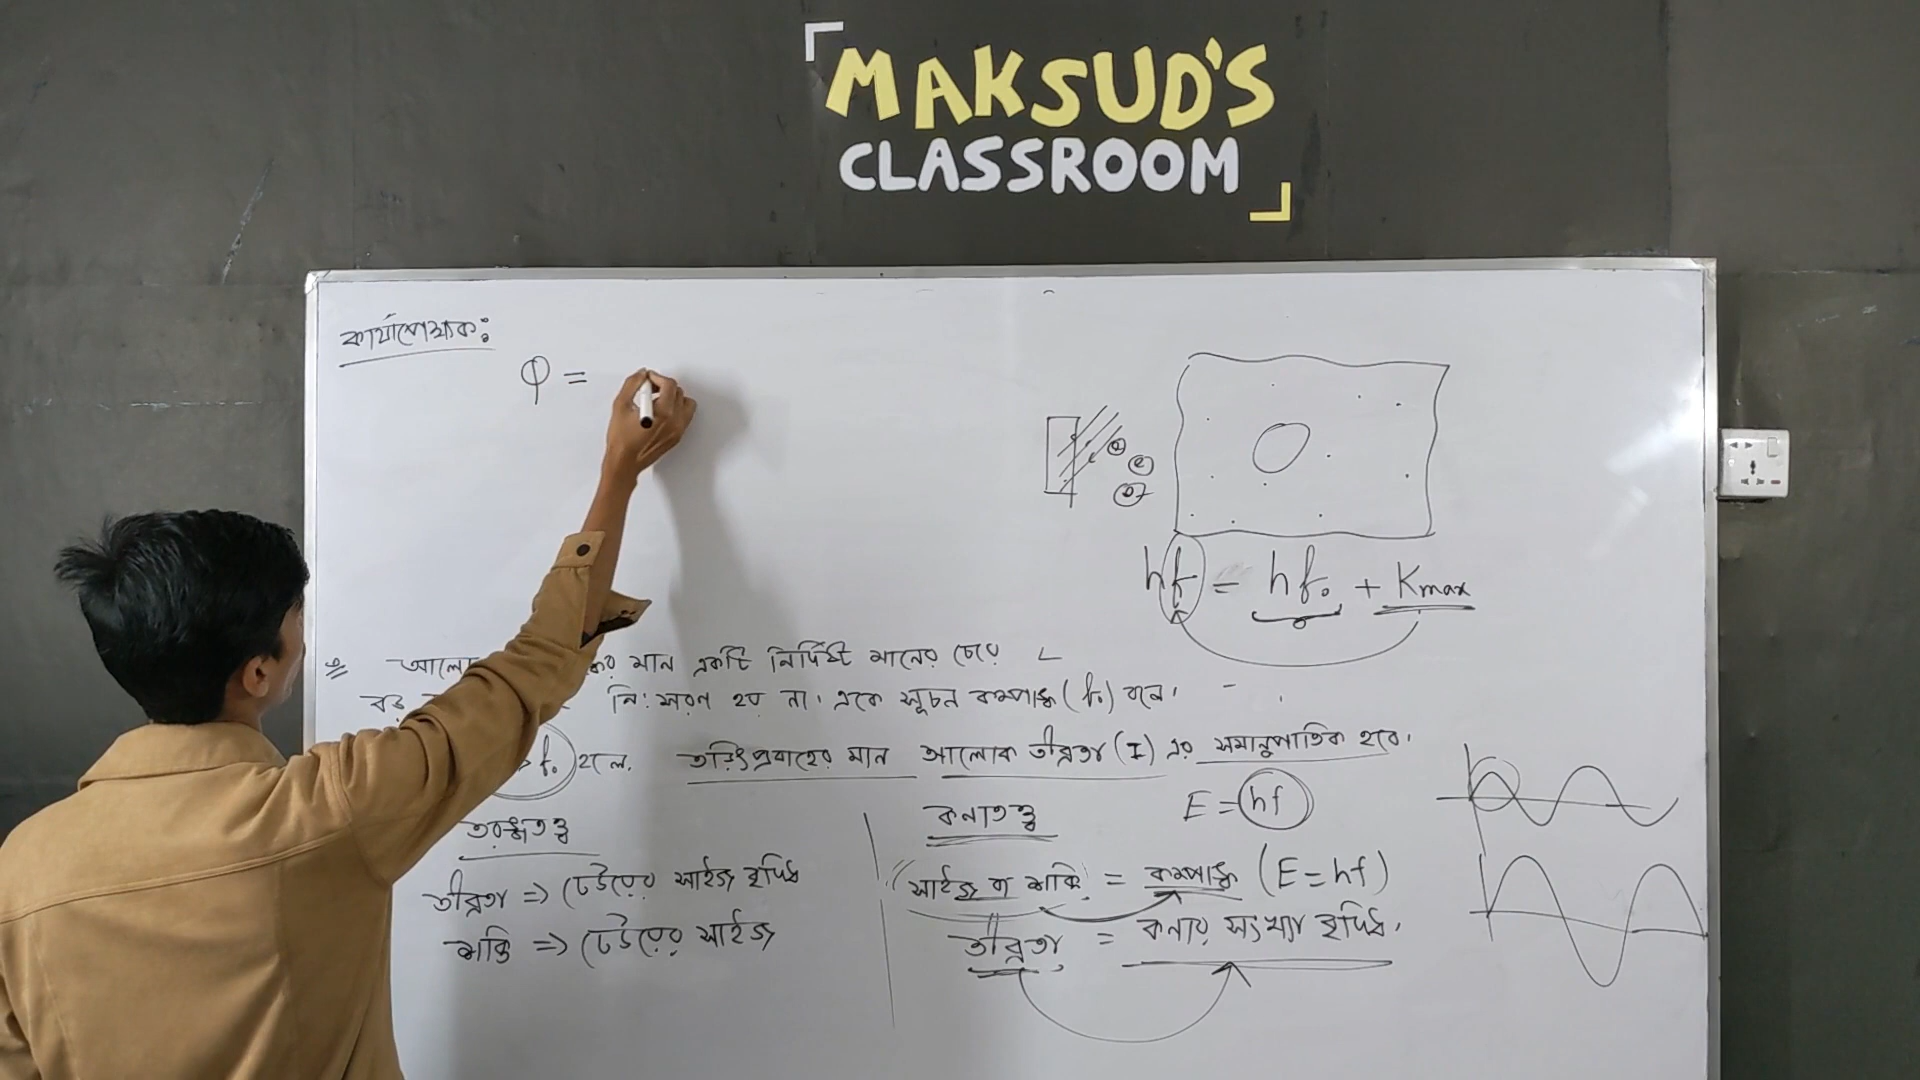 MAKSUD'S
CLASSROOM
কার্যাপেক্ষক:
φ =
hf = hf₀ + Kmax
আলো
মান একটি নির্দিষ্ট মানের চেয়ে
নি:সরণ হয় না। একে সূচন কম্পাঙ্ক (f₀) বলে।
f₀ হলে, তড়িৎপ্রবাহের মান আলোক তীব্রতা (I) এর সমানুপাতিক হবে।
তরঙ্গতত্ত্ব
তীব্রতা => ঢেউয়ের সাইজ বৃদ্ধি
শক্তি => ঢেউয়ের সাইজ
কনাতত্ত্ব
E = hf
সাইজ বা শক্তি = কম্পাঙ্ক (E = hf)
তীব্রতা = কনার সংখ্যা বৃদ্ধি।